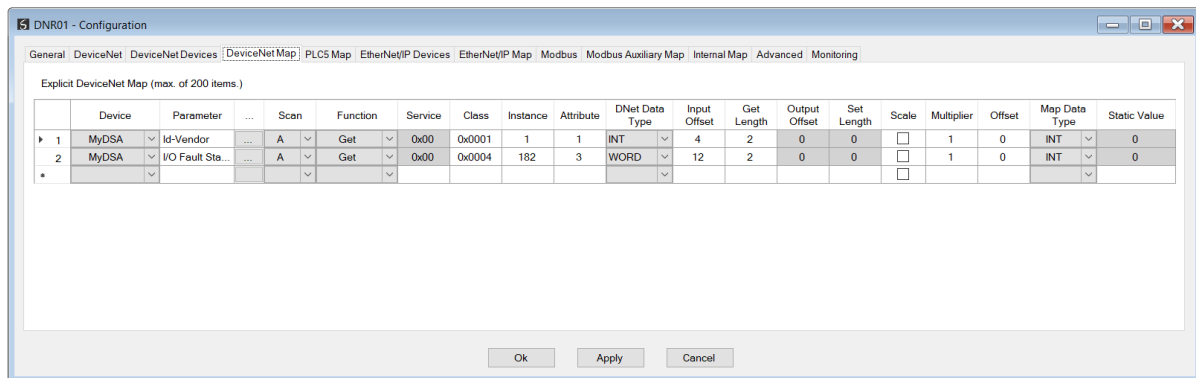 DNR01 - Configuration
General DeviceNet DeviceNet Devices DeviceNet Map PLC5 Map EtherNet/IP Devices EtherNet/IP Map Modbus Modbus Auxiliary Map Internal Map Advanced Monitoring
Explicit DeviceNet Map (max. of 200 items.)
Device Parameter ... Scan Function Service Class Instance Attribute DNet Data Type Input Offset Get Length Output Offset Set Length Scale Multiplier Offset Map Data Type Static Value
1 MyDSA Id-Vendor ... A Get 0x00 0x0001 1 1 INT 4 2 0 0 1 0 INT 0
2 MyDSA I/O Fault Sta... ... A Get 0x00 0x0004 182 3 WORD 12 2 0 0 1 0 INT 0
...
Ok Apply Cancel